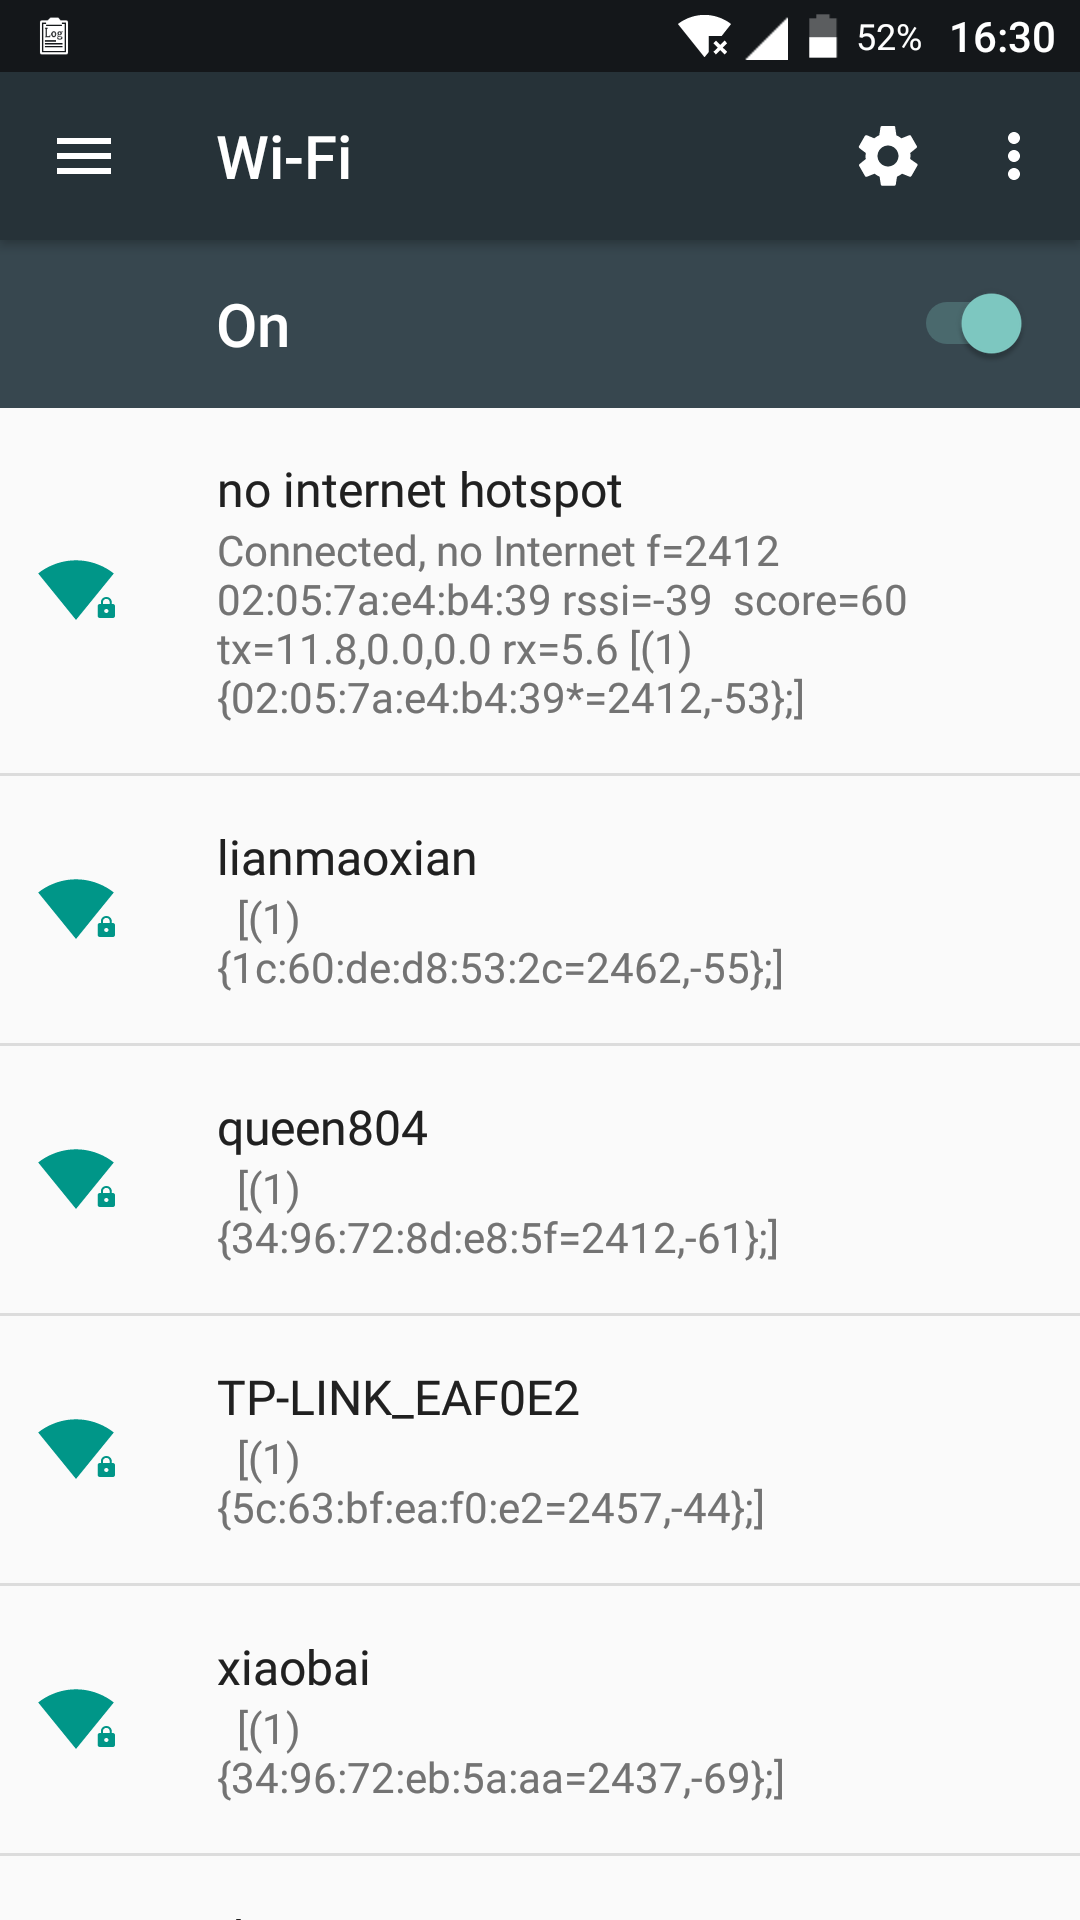 Log
52% 16:30
Wi-Fi
On
no internet hotspot
Connected, no Internet f=2412
02:05:7a:e4:b4:39 rssi=-39  score=60
tx=11.8,0.0,0.0 rx=5.6 [(1)
{02:05:7a:e4:b4:39*=2412,-53};]
lianmaoxian
[(1)
{1c:60:de:d8:53:2c=2462,-55};]
queen804
[(1)
{34:96:72:8d:e8:5f=2412,-61};]
TP-LINK_EAF0E2
[(1)
{5c:63:bf:ea:f0:e2=2457,-44};]
xiaobai
[(1)
{34:96:72:eb:5a:aa=2437,-69};]